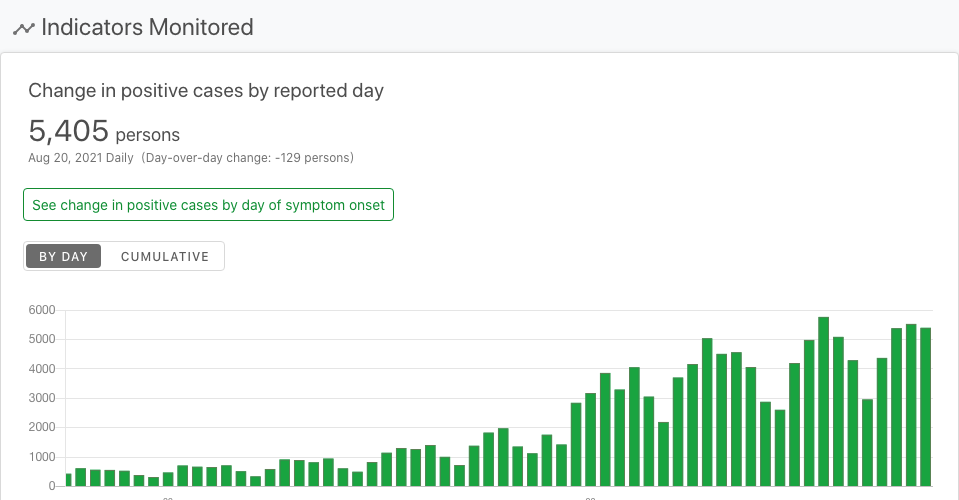 Indicators Monitored
Change in positive cases by reported day
5,405 persons
Aug 20, 2021 Daily (Day-over-day change: -129 persons)
See change in positive cases by day of symptom onset
BY DAY CUMULATIVE
6000
5000
4000
3000
2000
1000
0